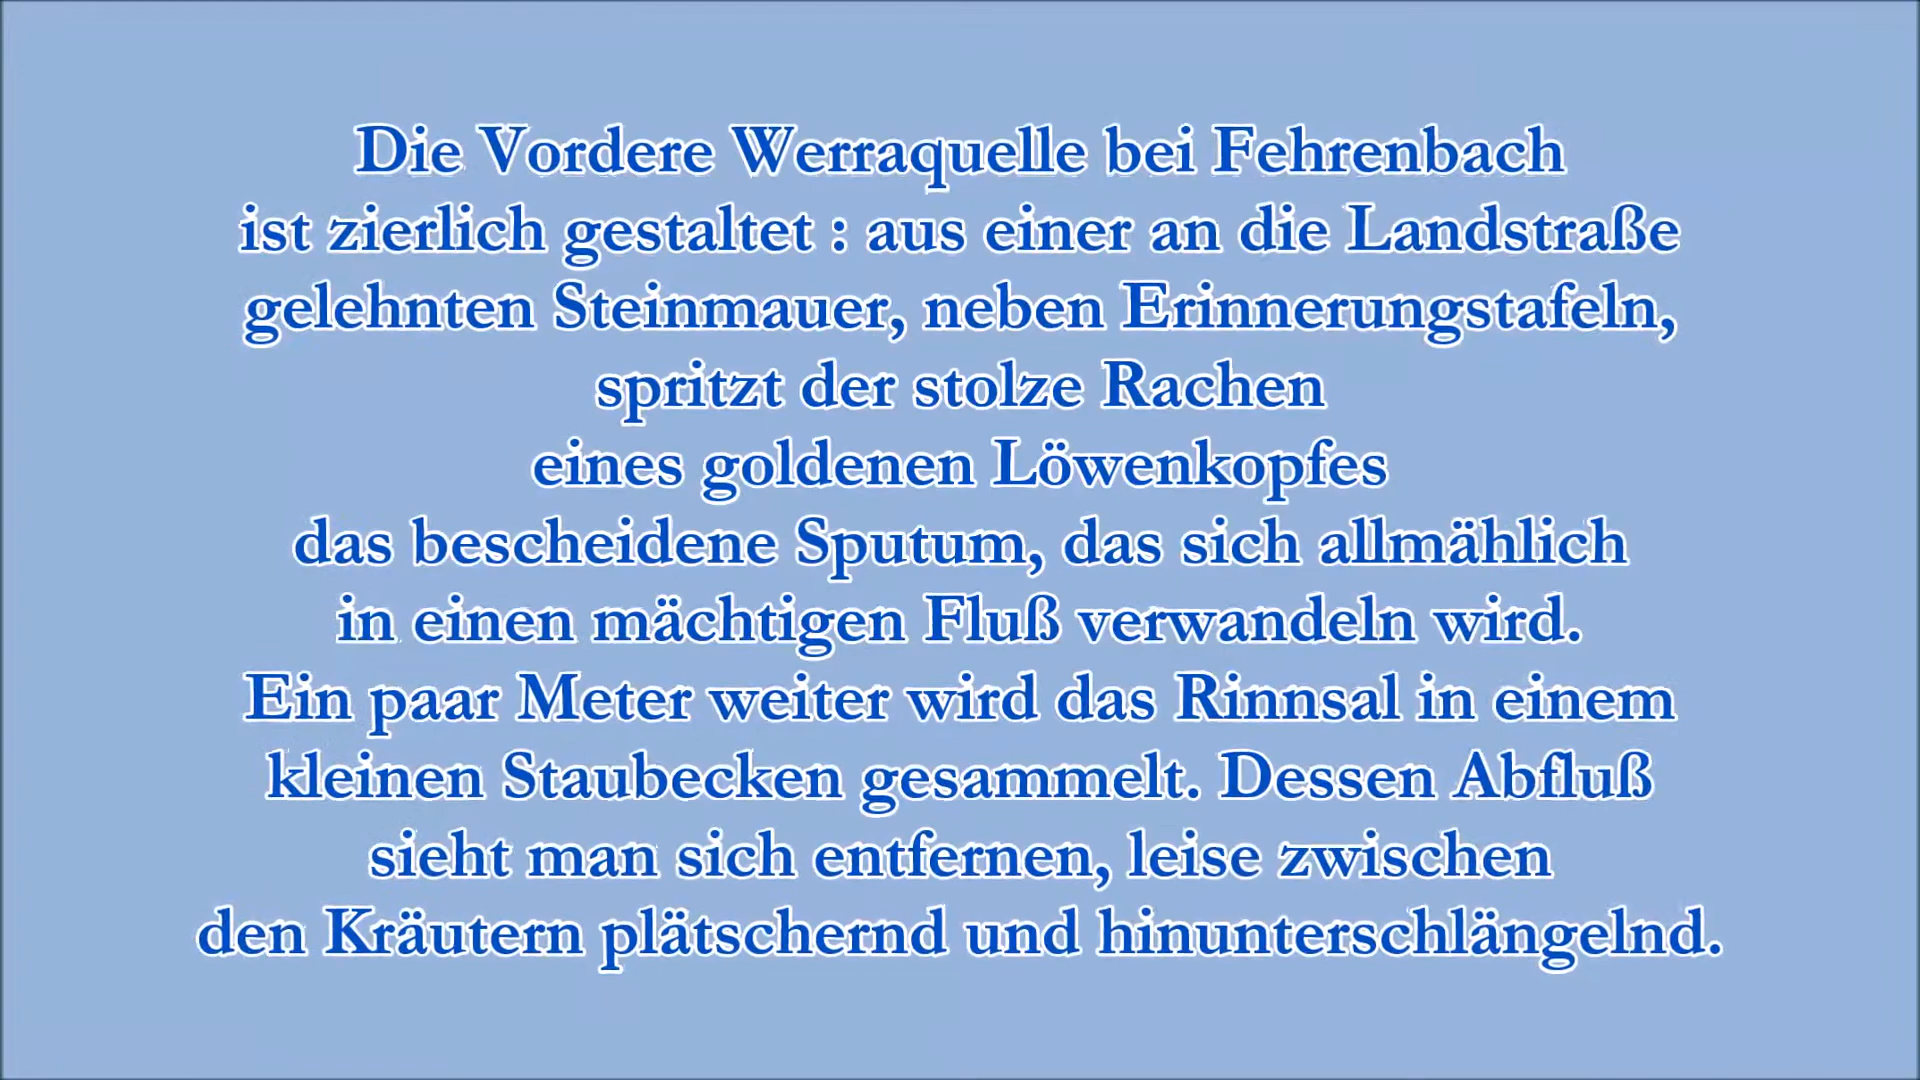 Die Vordere Werraquelle bei Fehrenbach
ist zierlich gestaltet : aus einer an die Landstraße
gelehnten Steinmauer, neben Erinnerungstafeln,
spritzt der stolze Rachen
eines goldenen Löwenkopfes
das bescheidene Sputum, das sich allmählich
in einen mächtigen Fluß verwandeln wird.
Ein paar Meter weiter wird das Rinnsal in einem
kleinen Staubecken gesammelt. Dessen Abfluß
sieht man sich entfernen, leise zwischen
den Kräutern plätschernd und hinunterschlängelnd.